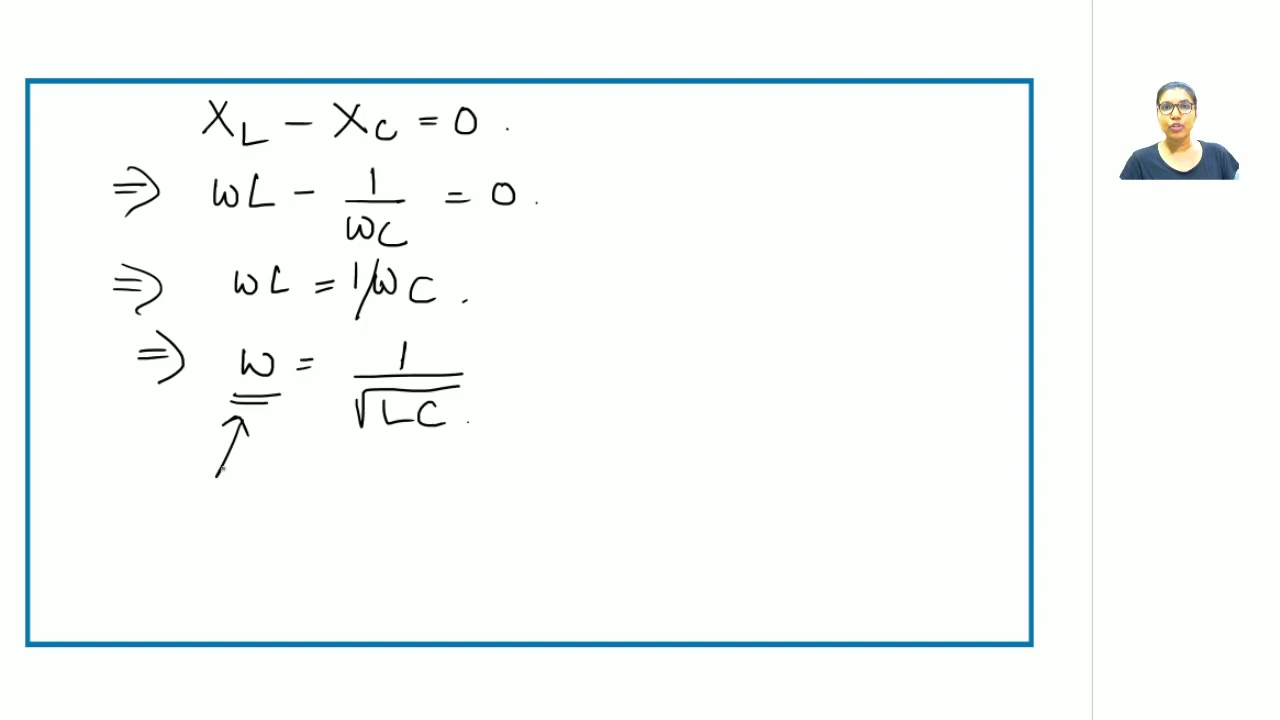 X_L - X_C = 0.
⇒ ωL - 1/ωC = 0.
⇒ ωL = 1/ωC.
⇒ ω = 1/√LC.